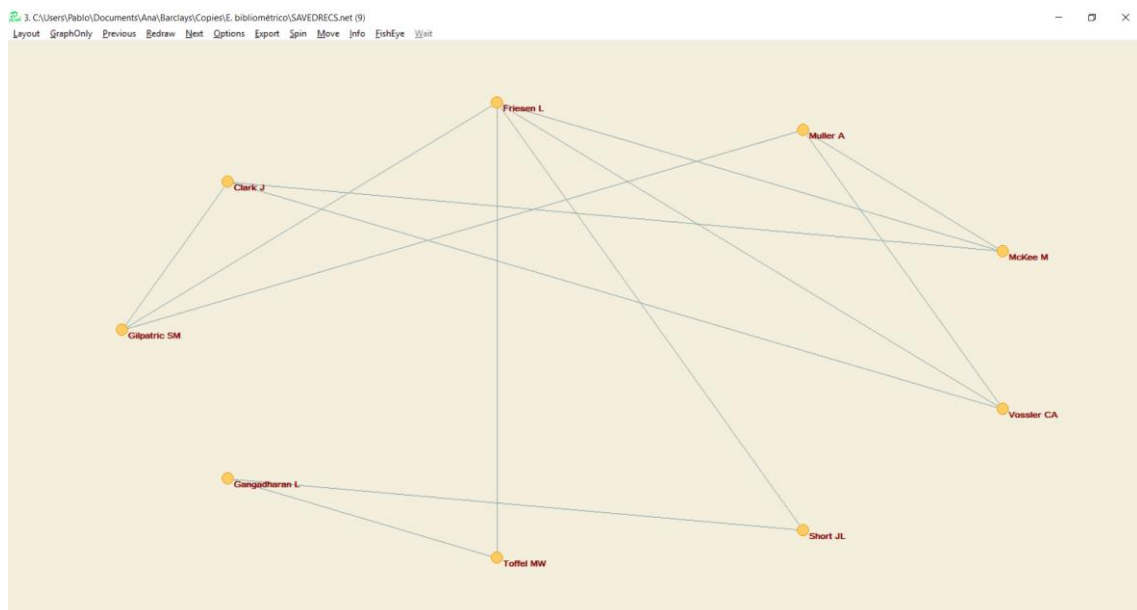 3. C:\Users\Pablo\Documents\Ana\Barclays\Copies\E. bibliométrico\SAVEDRECS.net (9)
Layout GraphOnly Previous Redraw Next Options Export Spin Move Info FishEye Wait
Friesen L
Muller A
Clark J
McKee M
Gilpatric SM
Vossler CA
Gangadharan L
Short JL
Toffel MW